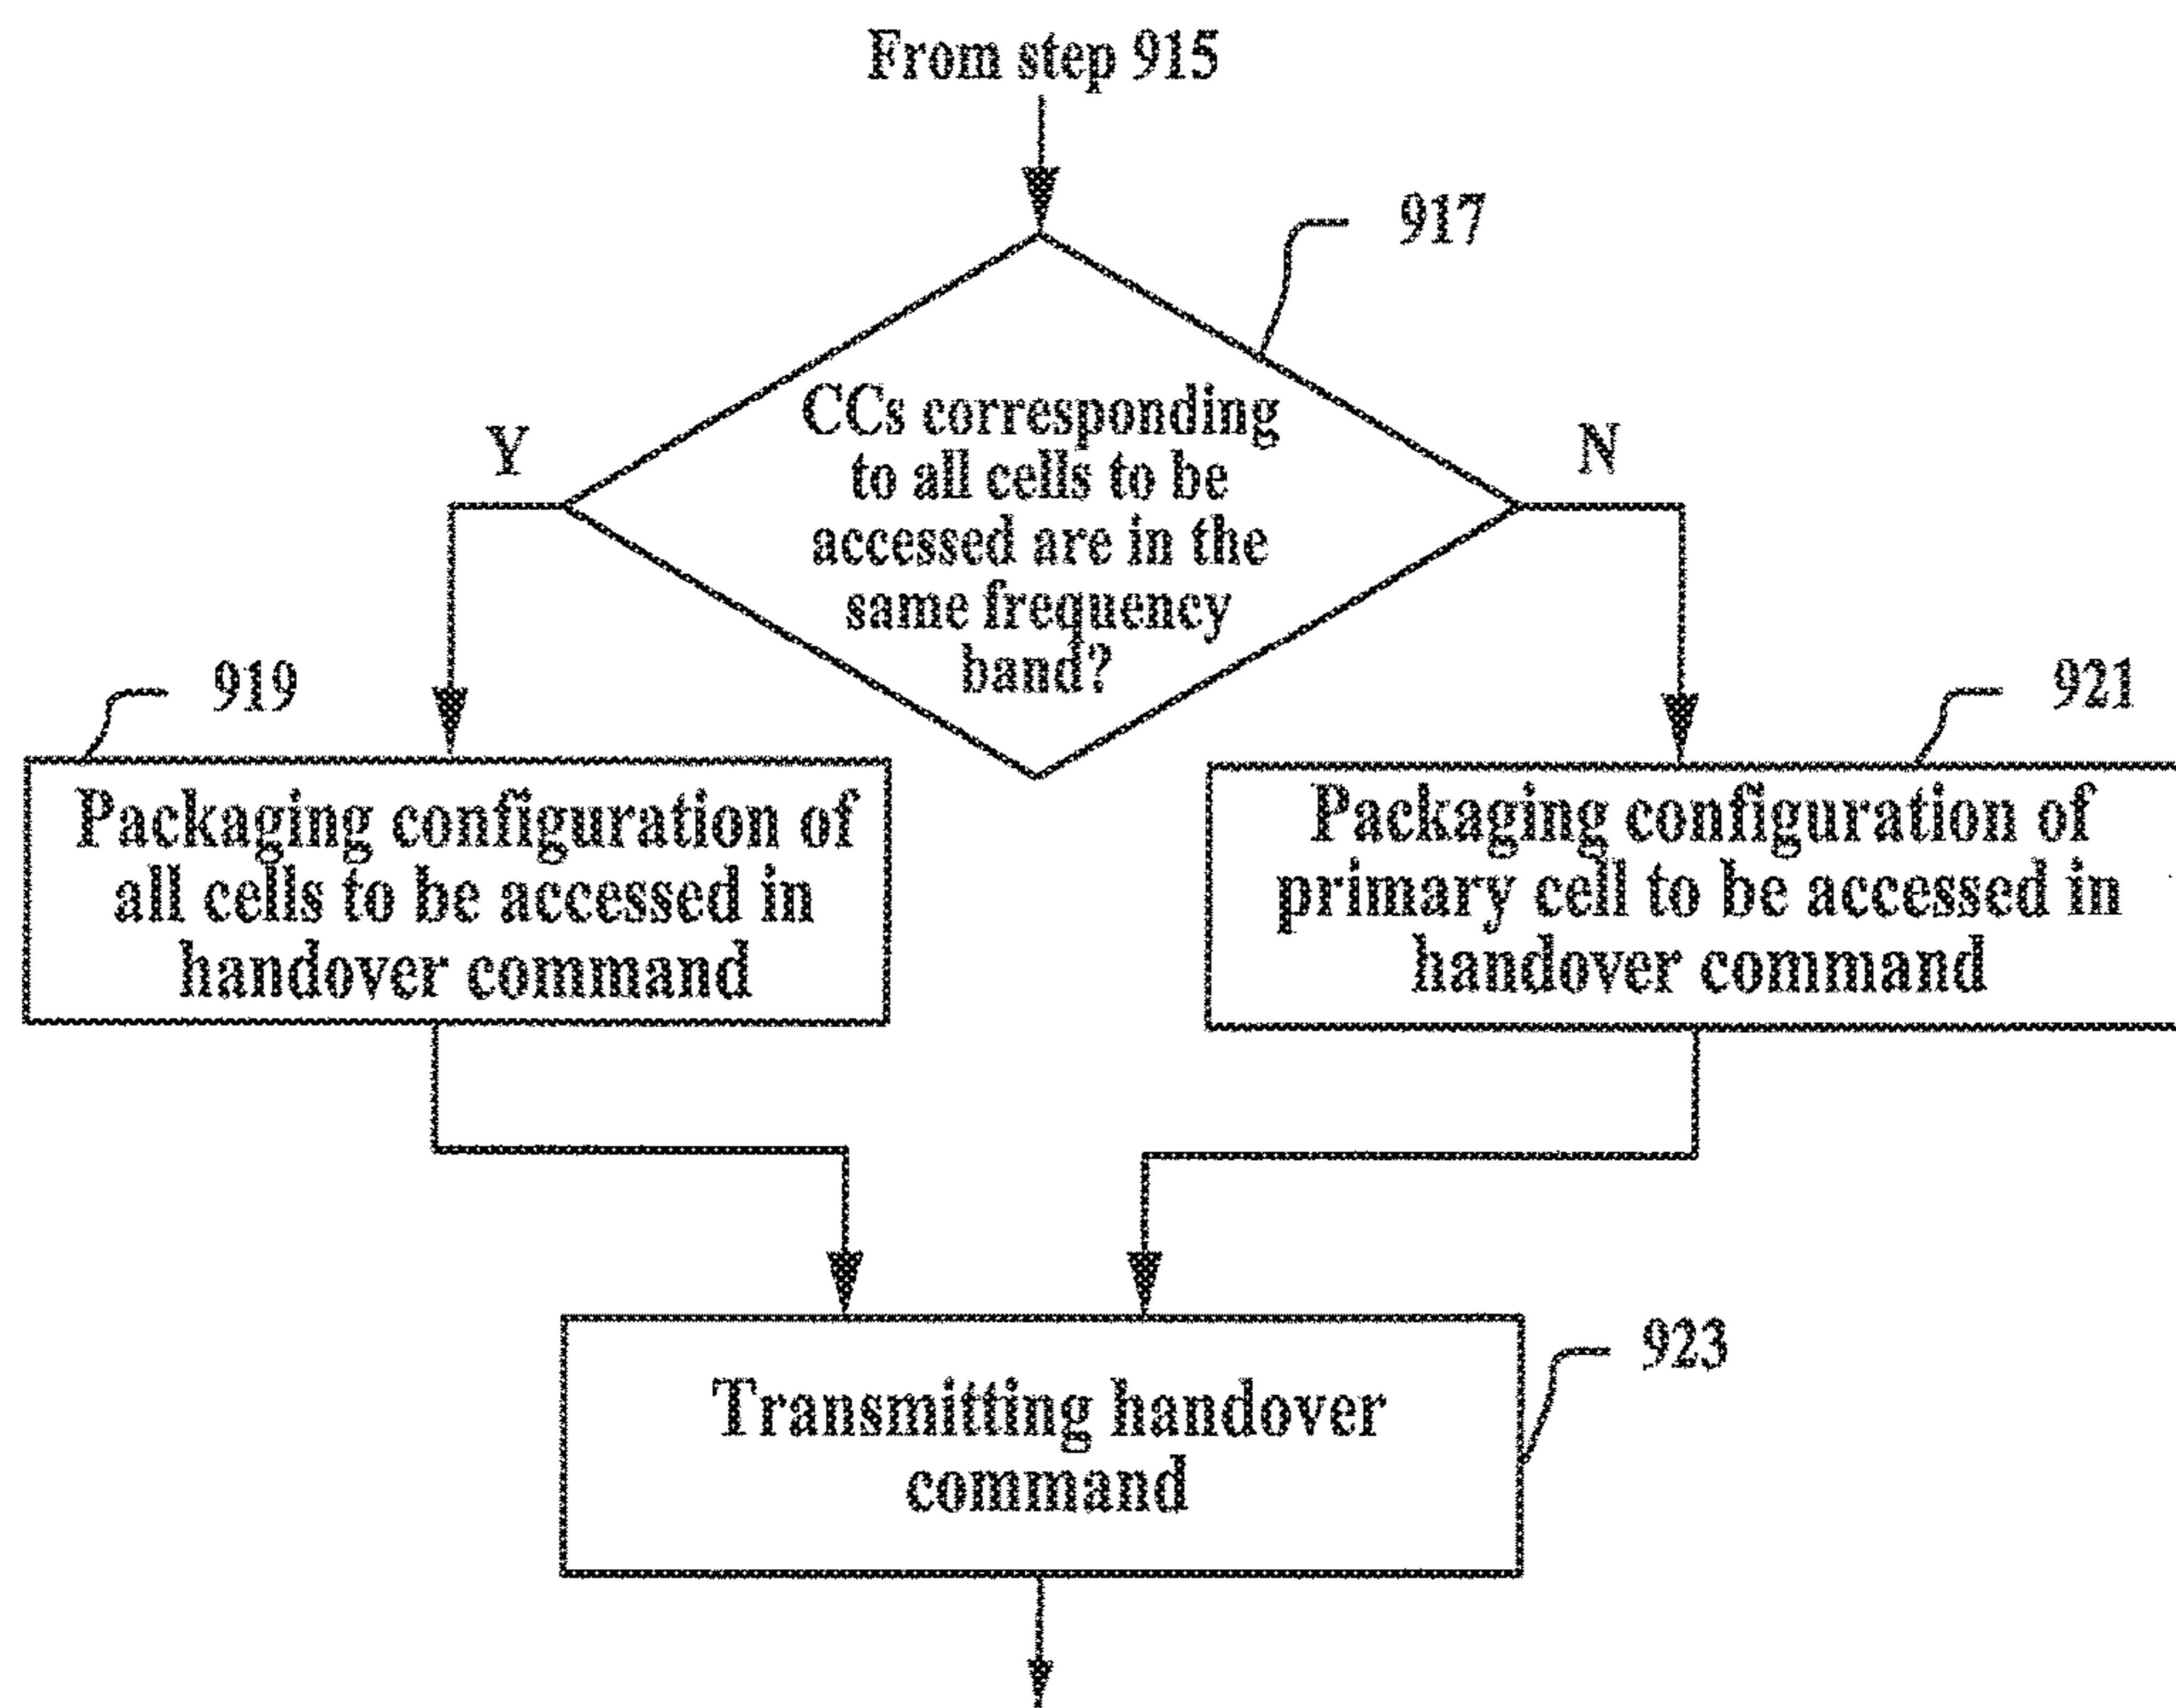 From step 915
917
CCs corresponding
to all cells to be
accessed are in the
same frequency
band?
Y
N
919
921
Packaging configuration of
all cells to be accessed in
handover command
Packaging configuration of
primary cell to be accessed in
handover command
Transmitting handover
command
923